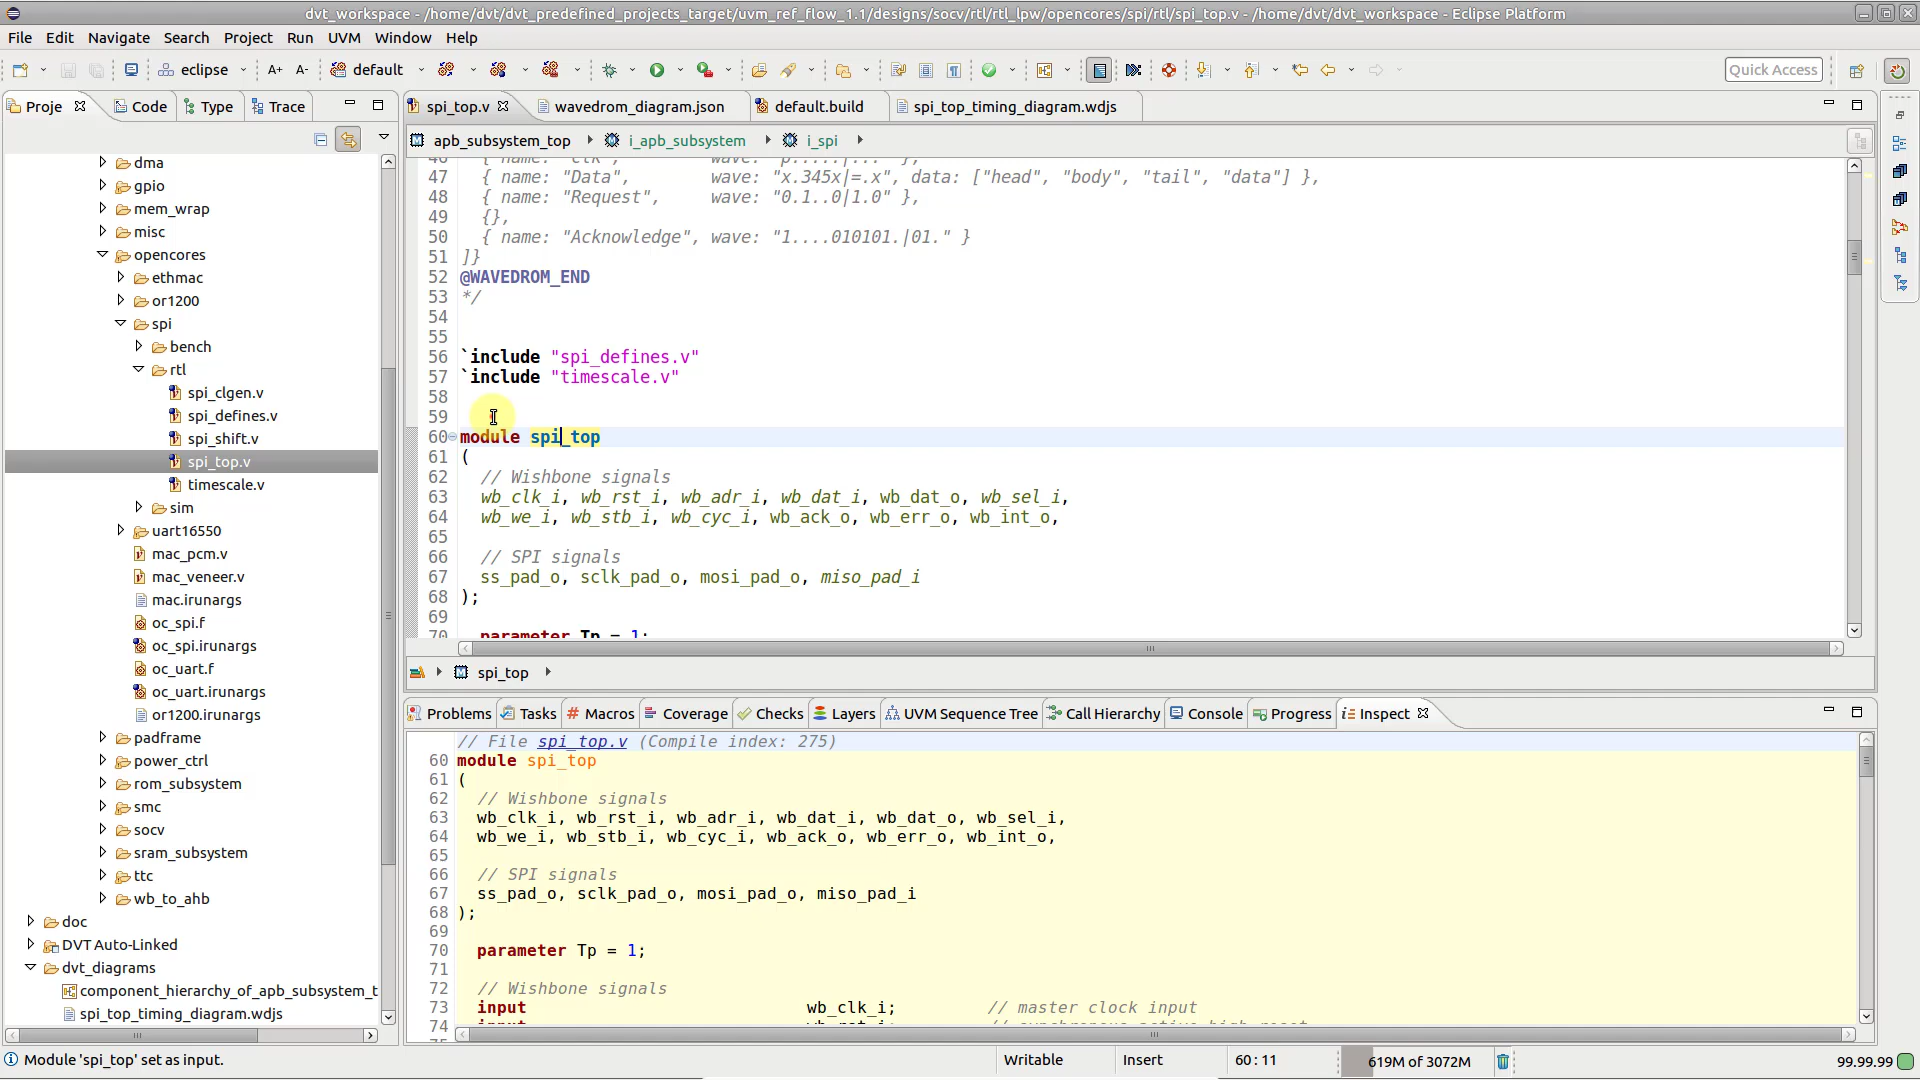 dvt_workspace - /home/dvt/dvt_predefined_projects_target/uvm_ref_flow_1.1/designs/socv/rtl/rtl_lpw/opencores/spi/rtl/spi_top.v - /home/dvt/dvt_workspace - Eclipse Platform
File Edit Navigate Search Project Run UVM Window Help
eclipse A+ A- default Quick Access
Proje Code Type Trace
dma
gpio
mem_wrap
misc
opencores
ethmac
or1200
spi
bench
rtl
spi_clgen.v
spi_defines.v
spi_shift.v
spi_top.v
timescale.v
sim
uart16550
mac_pcm.v
mac_veneer.v
mac.irunargs
oc_spi.f
oc_spi.irunargs
oc_uart.f
oc_uart.irunargs
or1200.irunargs
padframe
power_ctrl
rom_subsystem
smc
socv
sram_subsystem
ttc
wb_to_ahb
doc
DVT Auto-Linked
dvt_diagrams
component_hierarchy_of_apb_subsystem_t
spi_top_timing_diagram.wdjs
spi_top.v wavedrom_diagram.json default.build spi_top_timing_diagram.wdjs
apb_subsystem_top i_apb_subsystem i_spi
46 { name: "clk", wave: "p.....|..." },
47 { name: "Data", wave: "x.345x|=.x", data: ["head", "body", "tail", "data"] },
48 { name: "Request", wave: "0.1..0|1.0" },
49 {},
50 { name: "Acknowledge", wave: "1....010101.|01." }
51 ]}
52 @WAVEDROM_END
53 */
54
55
56 `include "spi_defines.v"
57 `include "timescale.v"
58
59
60 module spi_top
61 (
62 // Wishbone signals
63 wb_clk_i, wb_rst_i, wb_adr_i, wb_dat_i, wb_dat_o, wb_sel_i,
64 wb_we_i, wb_stb_i, wb_cyc_i, wb_ack_o, wb_err_o, wb_int_o,
65
66 // SPI signals
67 ss_pad_o, sclk_pad_o, mosi_pad_o, miso_pad_i
68 );
69
70 parameter Tp = 1;
spi_top
Problems Tasks # Macros Coverage Checks Layers UVM Sequence Tree Call Hierarchy Console Progress Inspect
// File spi_top.v (Compile index: 275)
60 module spi_top
61 (
62 // Wishbone signals
63 wb_clk_i, wb_rst_i, wb_adr_i, wb_dat_i, wb_dat_o, wb_sel_i,
64 wb_we_i, wb_stb_i, wb_cyc_i, wb_ack_o, wb_err_o, wb_int_o,
65
66 // SPI signals
67 ss_pad_o, sclk_pad_o, mosi_pad_o, miso_pad_i
68 );
69
70 parameter Tp = 1;
71
72 // Wishbone signals
73 input wb_clk_i; // master clock input
74
Module 'spi_top' set as input. Writable Insert 60 : 11 619M of 3072M 99.99.99